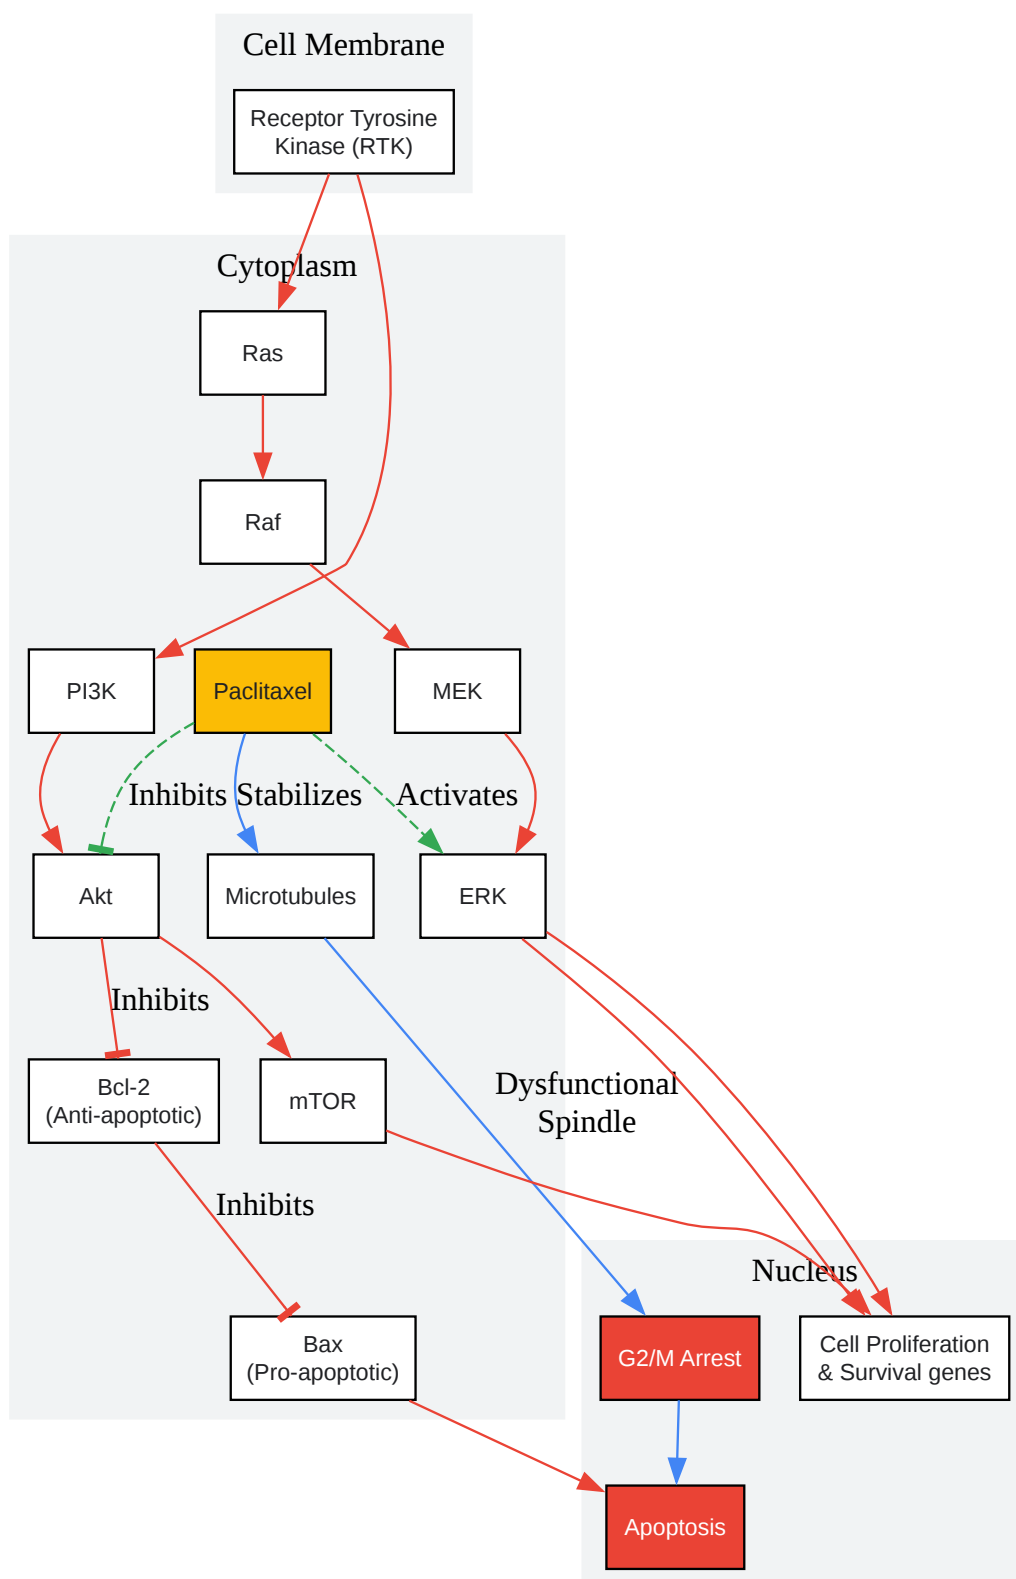 Cell Membrane
Receptor Tyrosine
Kinase (RTK)
Cytoplasm
Ras
Raf
PI3K
Paclitaxel
MEK
Inhibits
Stabilizes
Activates
Akt
Microtubules
ERK
Inhibits
Bcl-2
(Anti-apoptotic)
mTOR
Dysfunctional
Spindle
Inhibits
Nucleus
Bax
(Pro-apoptotic)
G2/M Arrest
Cell Proliferation
& Survival genes
Apoptosis